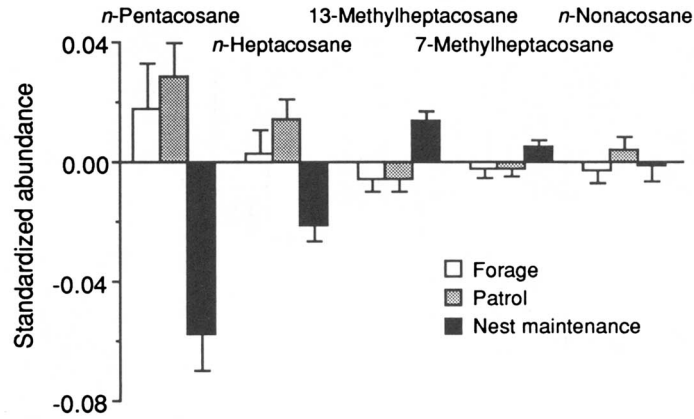 n-Pentacosane 13-Methylheptacosane n-Nonacosane
n-Heptacosane 7-Methylheptacosane
0.04
0.00
-0.04
-0.08
Standardized abundance
Forage
Patrol
Nest maintenance